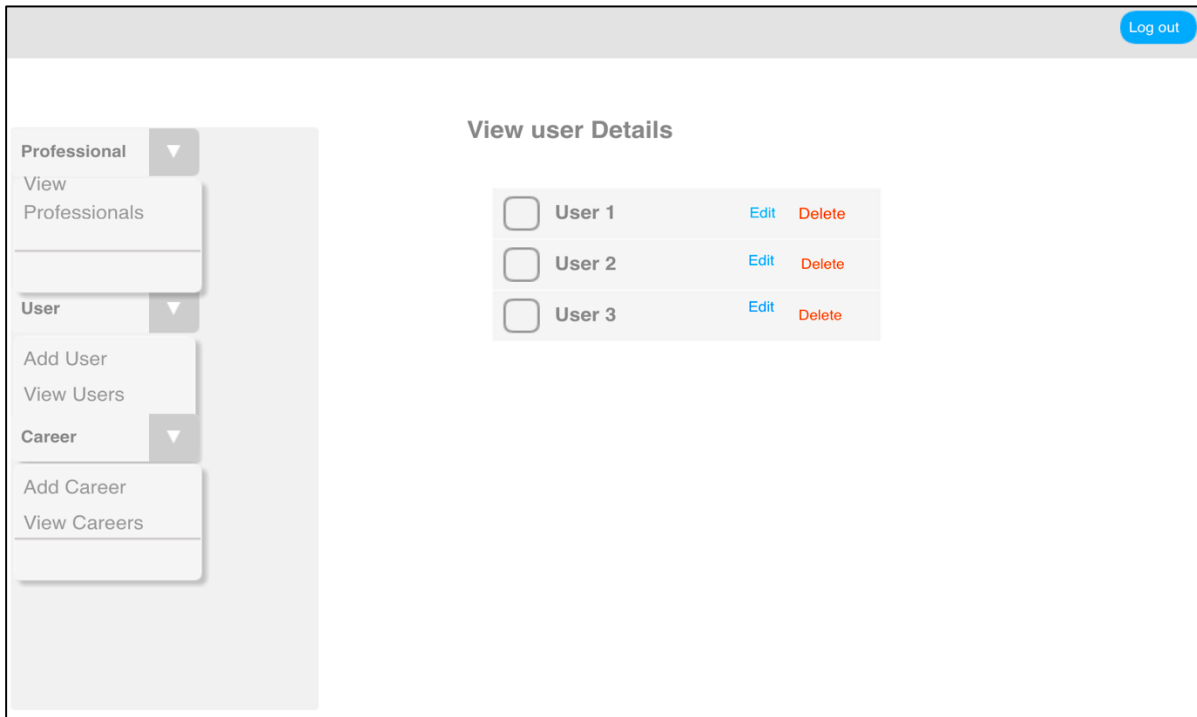 Log out
View user Details
Professional
View
Professionals
User
Add User
View Users
Career
Add Career
View Careers
User 1 Edit Delete
User 2 Edit Delete
User 3 Edit Delete